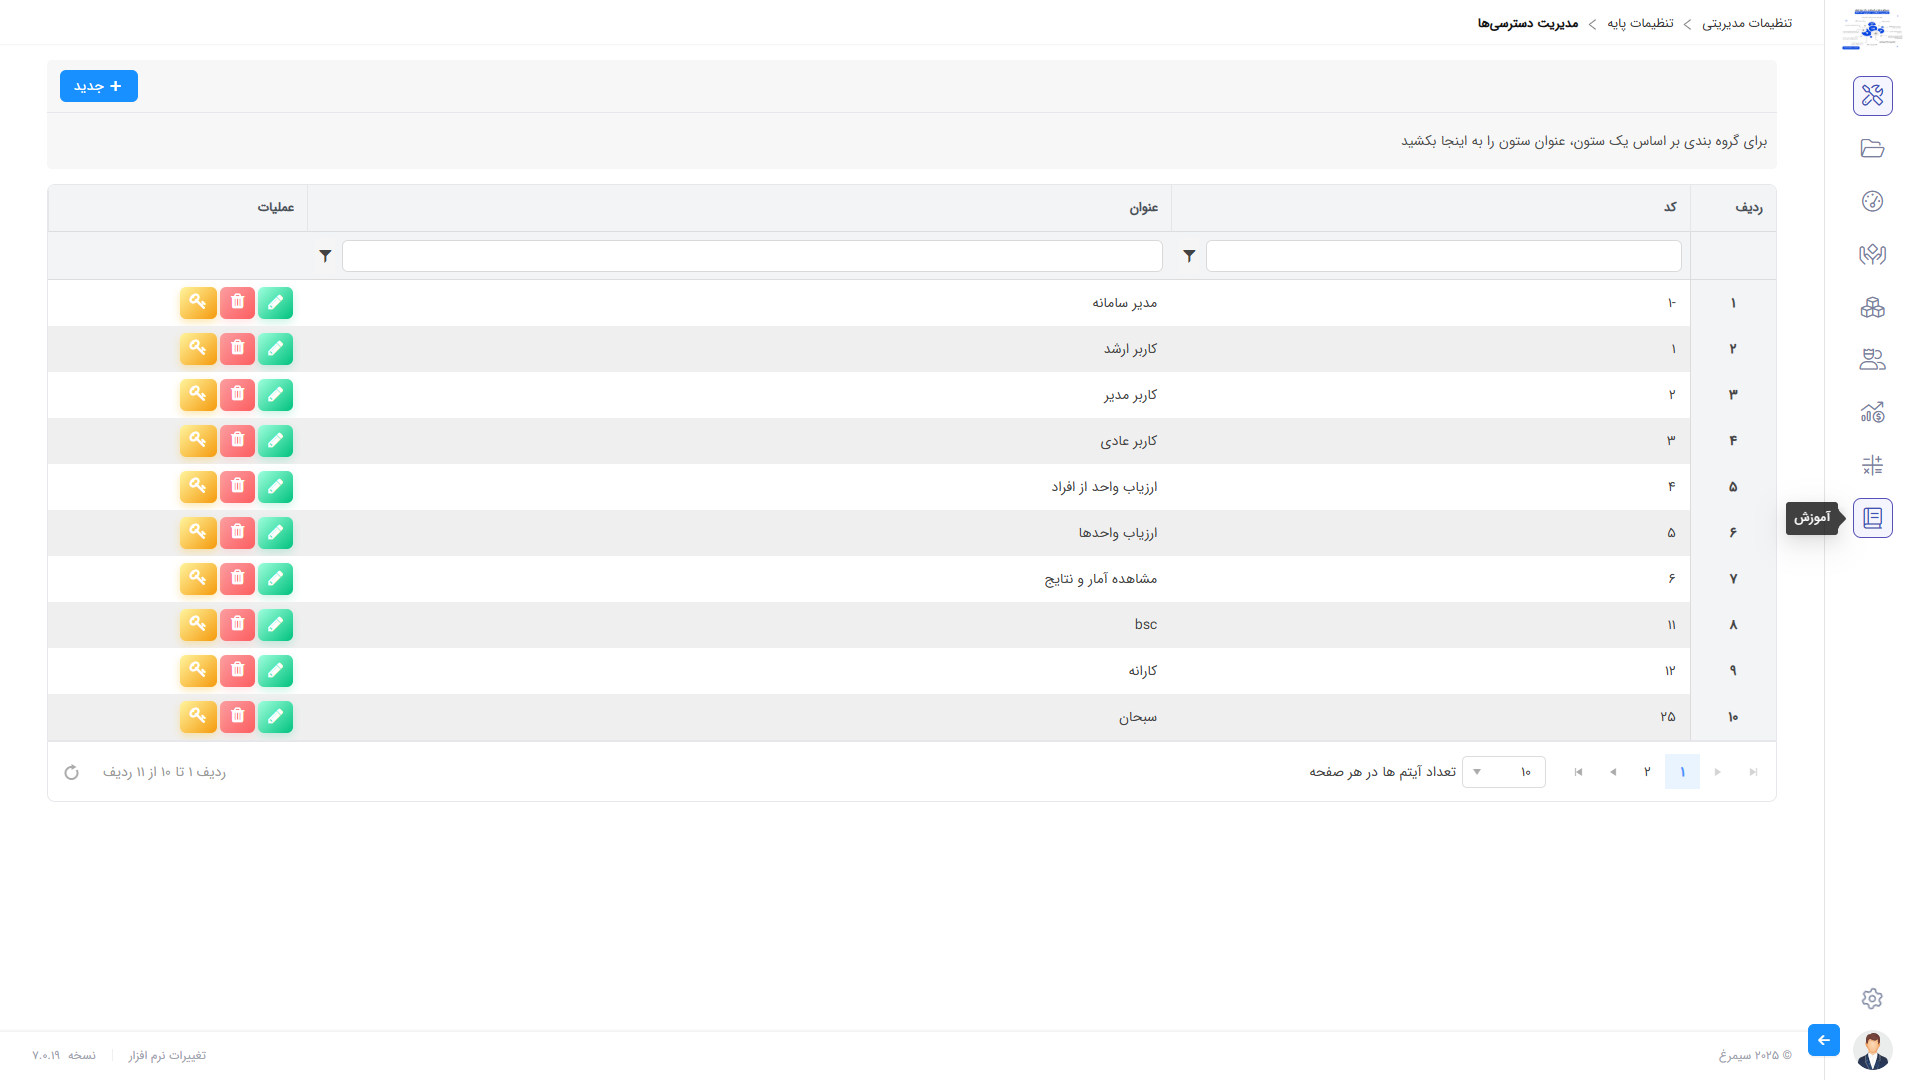 تنظیمات مدیریتی > تنظیمات پایه > مدیریت دسترسی‌ها
جدید
برای گروه بندی بر اساس یک ستون، عنوان ستون را به اینجا بکشید
ردیف کد عنوان عملیات
۱ -۱ مدیر سامانه
۲ ۱ کاربر ارشد
۳ ۲ کاربر مدیر
۴ ۳ کاربر عادی
۵ ۴ ارزیاب واحد از افراد
۶ ۵ ارزیاب واحدها
۷ ۶ مشاهده آمار و نتایج
۸ ۱۱ bsc
۹ ۱۲ کارانه
۱۰ ۲۵ سبحان
آموزش
۱ ۲ ۱۰ تعداد آیتم ها در هر صفحه ردیف ۱ تا ۱۰ از ۱۱ ردیف
© ۲۰۲۵ سیمرغ تغییرات نرم افزار نسخه ۷.۰.۱۹